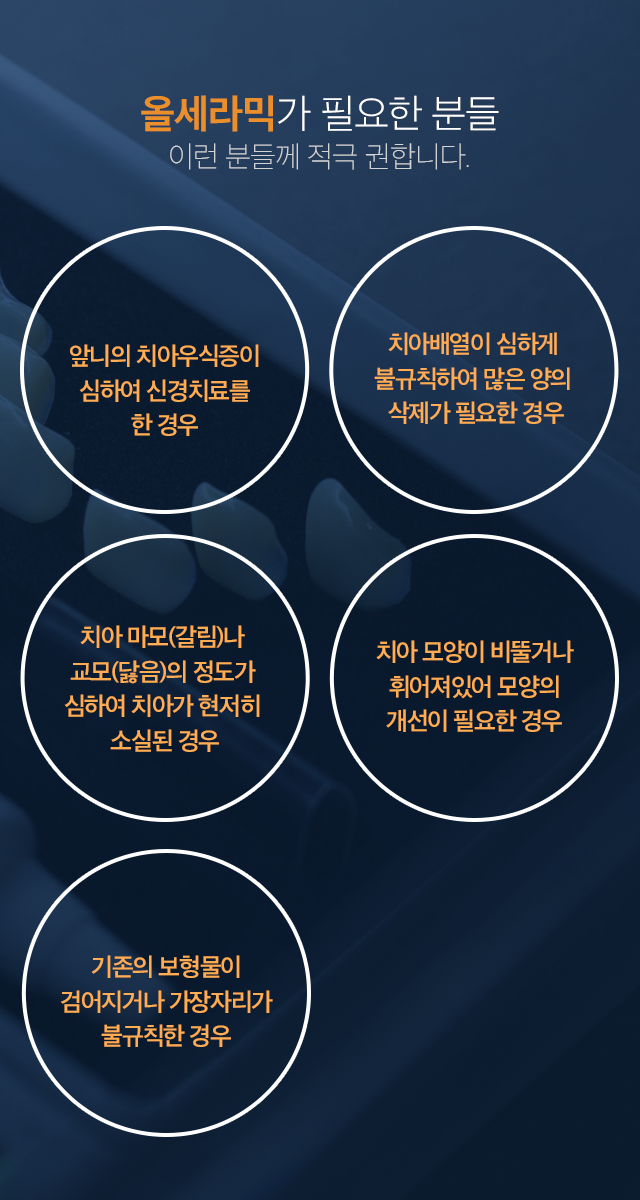 올세라믹가 필요한 분들
이런 분들께 적극 권합니다.
앞니의 치아우식증이
심하여 신경치료를
한 경우
치아배열이 심하게
불규칙하여 많은 양의
삭제가 필요한 경우
치아 마모(갈림)나
교모(닳음)의 정도가
심하여 치아가 현저히
소실된 경우
치아 모양이 비뚤거나
휘어져있어 모양의
개선이 필요한 경우
기존의 보형물이
검어지거나 가장자리가
불규칙한 경우